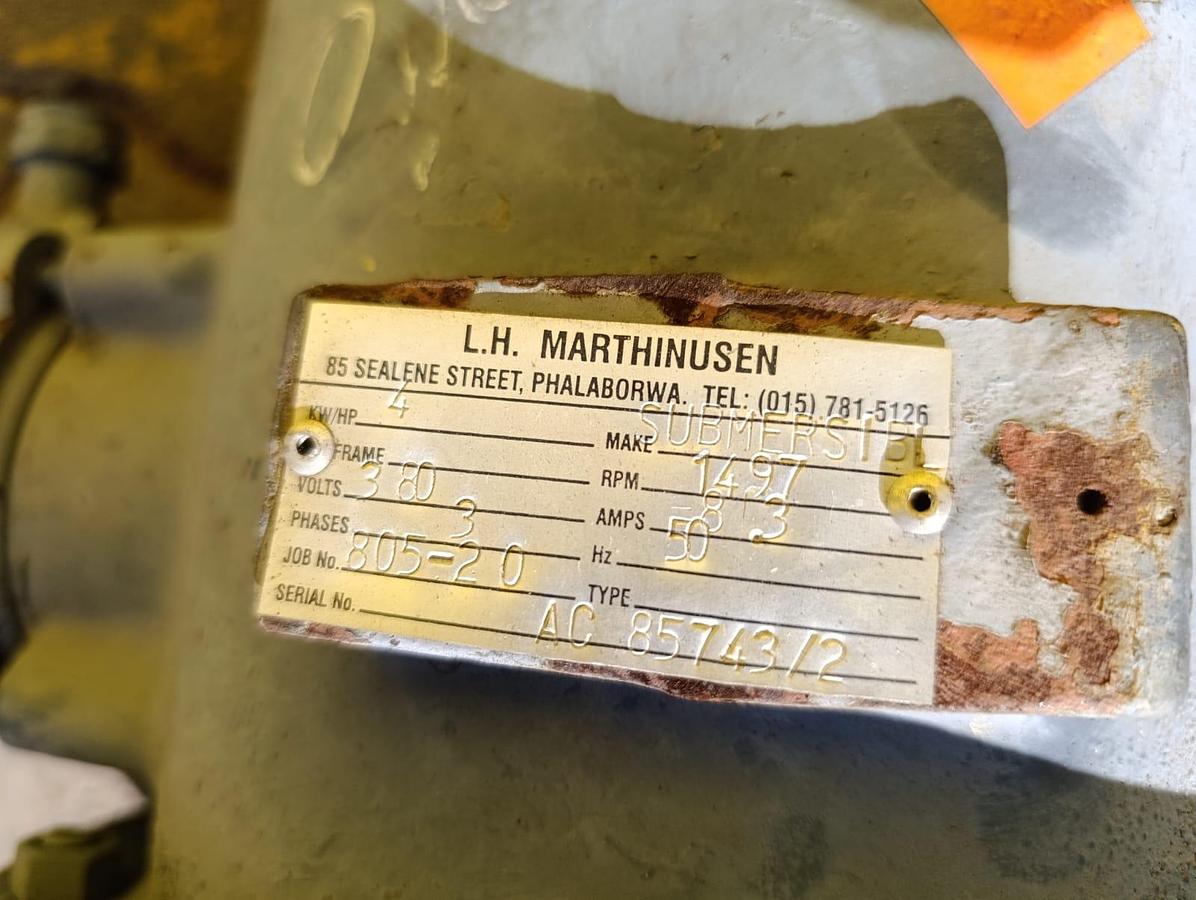 L.H. MARTHINUSEN
85 SEALENE STREET, PHALABORWA. TEL: (015) 781-5126
KW/HP 4 MAKE SUBMERSIBL
FRAME RPM 1497
VOLTS 380 AMPS 8,3
PHASES 3 Hz 50
JOB No. 805-20 TYPE
SERIAL No. AC 85743/2